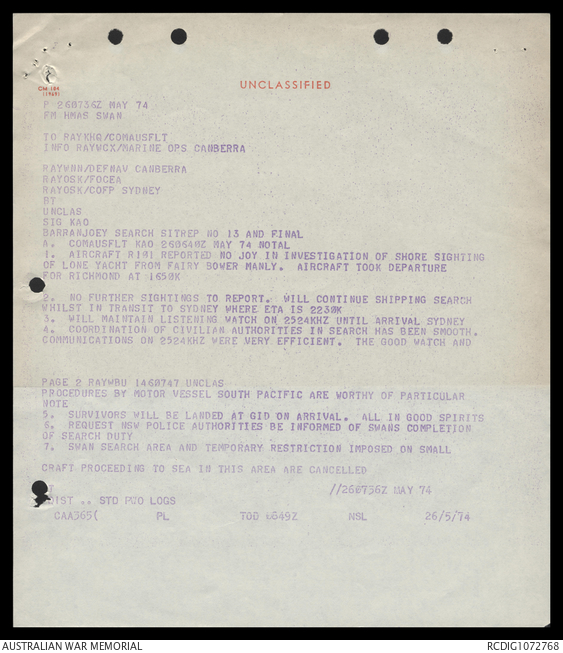 UNCLASSIFIED
CM 104
P 260736Z MAY 74
FM HMAS SWAN
TO RAYKHQ/COMAUSFLT
INFO RAYWCX/MARINE OPS CANBERRA
RAYWNN/DEFNAV CANBERRA
RAYOSK/FOCEA
RAYOSK/COFP SYDNEY
BT
UNCLAS
SIG KAO
BARRANJOEY SEARCH SITREP NO 13 AND FINAL
A. COMAUSFLT KAO 260640Z MAY 74 NOTAL
1. AIRCRAFT R101 REPORTED NO JOY IN INVESTIGATION OF SHORE SIGHTING
OF LONE YACHT FROM FAIRY BOWER MANLY. AIRCRAFT TOOK DEPARTURE
FOR RICHMOND AT 1650K
2. NO FURTHER SIGHTINGS TO REPORT. WILL CONTINUE SHIPPING SEARCH
WHILST IN TRANSIT TO SYDNEY WHERE ETA IS 2230K
3. WILL MAINTAIN LISTENING WATCH ON 2524KHZ UNTIL ARRIVAL SYDNEY
4. COORDINATION OF CIVILIAN AUTHORITIES IN SEARCH HAS BEEN SMOOTH.
COMMUNICATIONS ON 2524KHZ WERE VERY EFFICIENT. THE GOOD WATCH AND
PAGE 2 RAYWBU 1460747 UNCLAS
PROCEDURES BY MOTOR VESSEL SOUTH PACIFIC ARE WORTHY OF PARTICULAR
NOTE
5. SURVIVORS WILL BE LANDED AT GID ON ARRIVAL. ALL IN GOOD SPIRITS
6. REQUEST NSW POLICE AUTHORITIES BE INFORMED OF SWANS COMPLETION
OF SEARCH DUTY
7. SWAN SEARCH AREA AND TEMPORARY RESTRICTION IMPOSED ON SMALL
CRAFT PROCEEDING TO SEA IN THIS AREA ARE CANCELLED
//260736Z MAY 74
DIST .. STD PWO LOGS
CAA365( PL TOD 0849Z NSL 26/5/74
AUSTRALIAN WAR MEMORIAL
RCDIG1072768